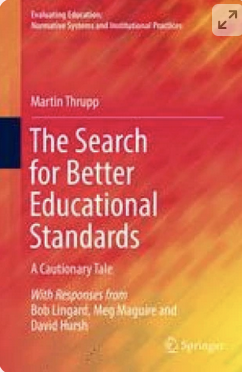 Evaluating Education:
Normative Systems and Institutional Practices
Martin Thrupp
The Search
for Better
Educational
Standards
A Cautionary Tale
With Responses from
Bob Lingard, Meg Maguire and
David Hursh
Springer